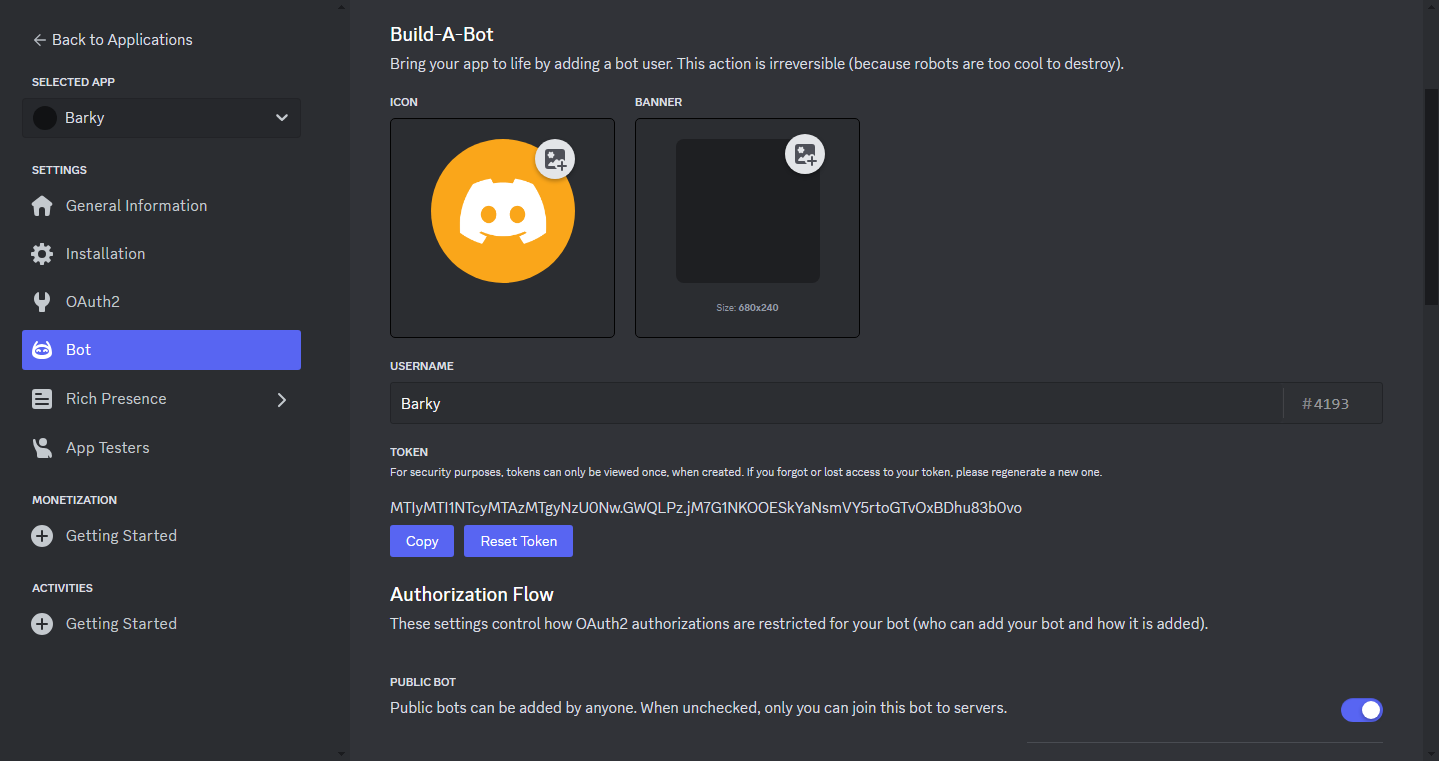 Back to Applications
SELECTED APP
Barky
SETTINGS
General Information
Installation
OAuth2
Bot
Rich Presence
App Testers
MONETIZATION
Getting Started
ACTIVITIES
Getting Started
Build-A-Bot
Bring your app to life by adding a bot user. This action is irreversible (because robots are too cool to destroy).
ICON
BANNER
Size: 680x240
USERNAME
Barky
#4193
TOKEN
For security purposes, tokens can only be viewed once, when created. If you forgot or lost access to your token, please regenerate a new one.
MTIyMTI1NTcyMTAzMTgyNzU0Nw.GWQLPz.jM7G1NKOOESkYaNsmVY5rtoGTvOxBDhu83b0vo
Copy
Reset Token
Authorization Flow
These settings control how OAuth2 authorizations are restricted for your bot (who can add your bot and how it is added).
PUBLIC BOT
Public bots can be added by anyone. When unchecked, only you can join this bot to servers.